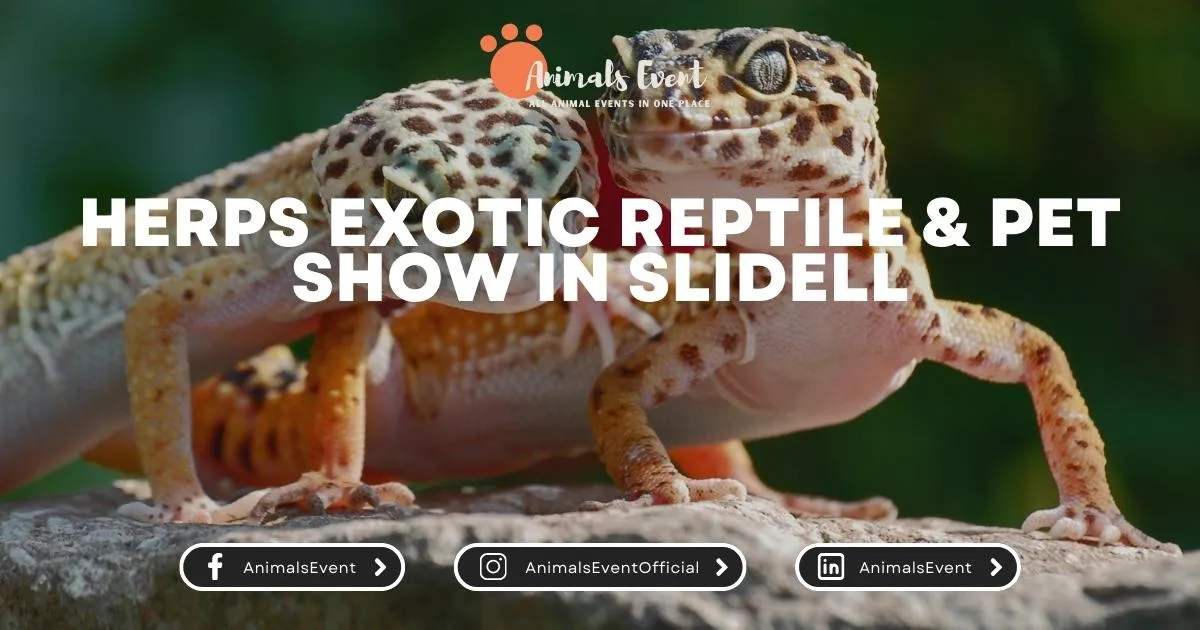 Animals Event
ALL ANIMAL EVENTS IN ONE PLACE
HERPS EXOTIC REPTILE & PET
SHOW IN SLIDELL
AnimalsEvent
AnimalsEventOfficial
AnimalsEvent